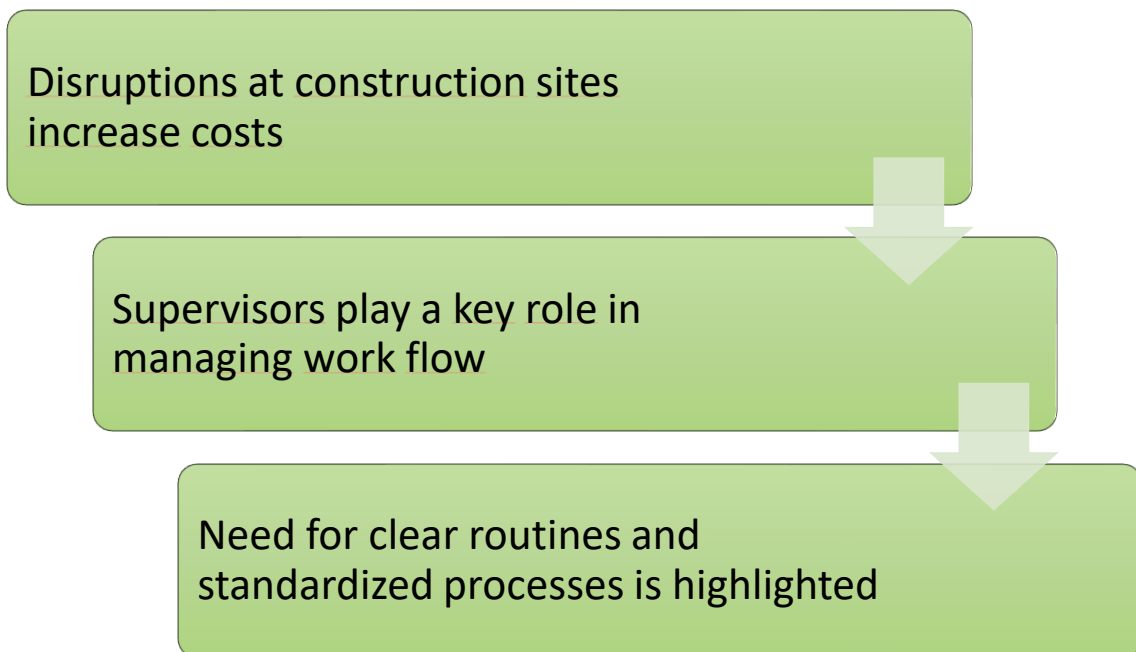 Disruptions at construction sites
increase costs
Supervisors play a key role in
managing work flow
Need for clear routines and
standardized processes is highlighted